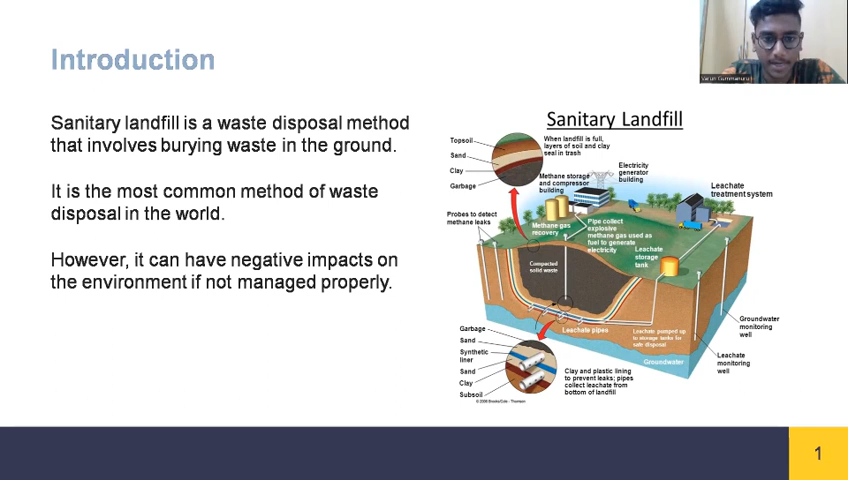 Introduction
Sanitary landfill is a waste disposal method
that involves burying waste in the ground.
It is the most common method of waste
disposal in the world.
However, it can have negative impacts on
the environment if not managed properly.
Sanitary Landfill
Topsoil
Sand
Clay
Garbage
When landfill is full,
layers of soil and clay
seal in trash
Methane storage
and compressor
building
Electricity
generator
building
Leachate
treatment system
Probes to detect
methane leaks
Methane gas
recovery
Pipe collect
explosive
methane gas used as
fuel to generate
electricity
Leachate
storage
tank
Compacted
solid waste
Leachate pipes
Leachate pumped up
to storage tanks for
safe disposal
Groundwater
Groundwater
monitoring
well
Leachate
monitoring
well
Garbage
Sand
Synthetic
liner
Sand
Clay
Subsoil
Clay and plastic lining
to prevent leaks; pipes
collect leachate from
bottom of landfill
1